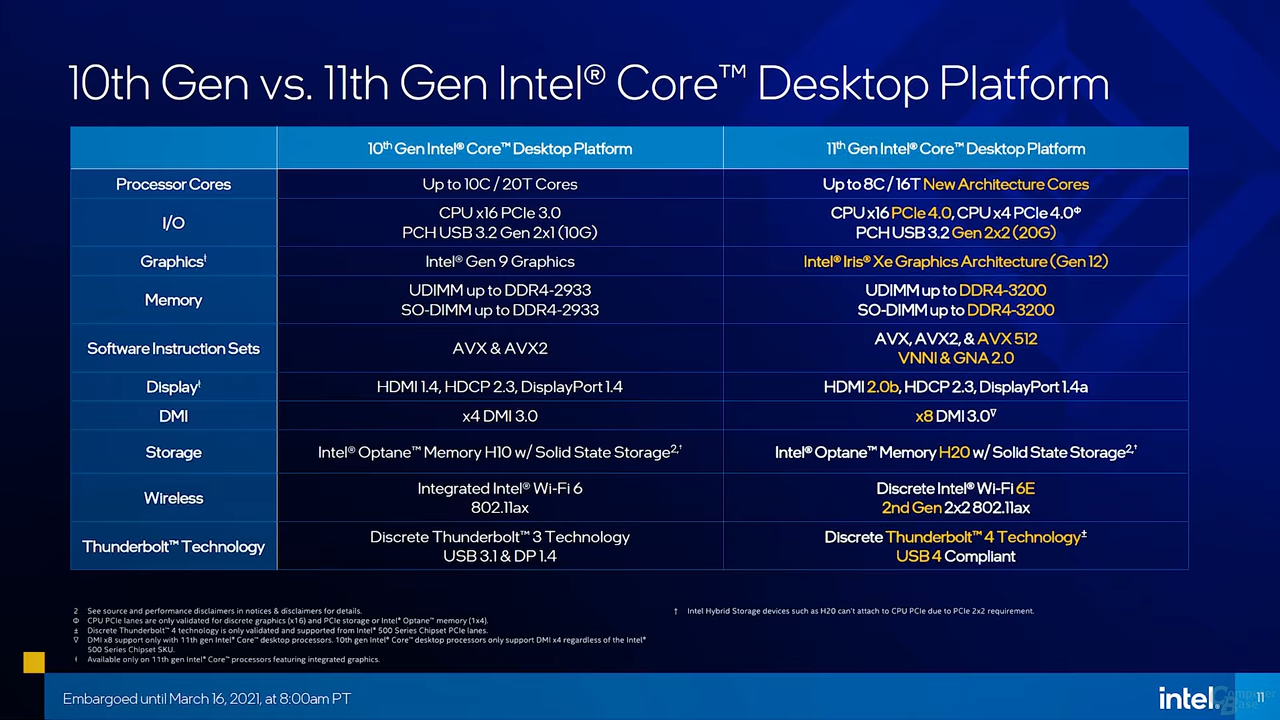 10th Gen vs. 11th Gen Intel® Core™ Desktop Platform
10th Gen Intel® Core™ Desktop Platform
11th Gen Intel® Core™ Desktop Platform
Processor Cores
Up to 10C / 20T Cores
Up to 8C / 16T New Architecture Cores
I/O
CPU x16 PCIe 3.0
PCH USB 3.2 Gen 2x1 (10G)
CPU x16 PCIe 4.0, CPU x4 PCIe 4.0Φ
PCH USB 3.2 Gen 2x2 (20G)
Graphicsƚ
Intel® Gen 9 Graphics
Intel® Iris® Xe Graphics Architecture (Gen 12)
Memory
UDIMM up to DDR4-2933
SO-DIMM up to DDR4-2933
UDIMM up to DDR4-3200
SO-DIMM up to DDR4-3200
Software Instruction Sets
AVX & AVX2
AVX, AVX2, & AVX 512
VNNI & GNA 2.0
Displayƚ
HDMI 1.4, HDCP 2.3, DisplayPort 1.4
HDMI 2.0b, HDCP 2.3, DisplayPort 1.4a
DMI
x4 DMI 3.0
x8 DMI 3.0∇
Storage
Intel® Optane™ Memory H10 w/ Solid State Storage2,†
Intel® Optane™ Memory H20 w/ Solid State Storage2,†
Wireless
Integrated Intel® Wi-Fi 6
802.11ax
Discrete Intel® Wi-Fi 6E
2nd Gen 2x2 802.11ax
Thunderbolt™ Technology
Discrete Thunderbolt™ 3 Technology
USB 3.1 & DP 1.4
Discrete Thunderbolt™ 4 Technology±
USB 4 Compliant
2 See source and performance disclaimers in notices & disclaimers for details.
Φ CPU PCIe lanes are only validated for discrete graphics (x16) and PCIe storage or Intel® Optane™ memory (1x4).
± Discrete Thunderbolt™ 4 technology is only validated and supported from Intel® 500 Series Chipset PCIe lanes.
∇ DMI x8 support only with 11th gen Intel® Core™ desktop processors. 10th gen Intel® Core™ desktop processors only support DMI x4 regardless of the Intel®
500 Series Chipset SKU.
ƚ Available only on 11th gen Intel® Core™ processors featuring integrated graphics.
† Intel Hybrid Storage devices such as H20 can't attach to CPU PCIe due to PCIe 2x2 requirement.
Embargoed until March 16, 2021, at 8:00am PT
intel.
ComputerBase
11